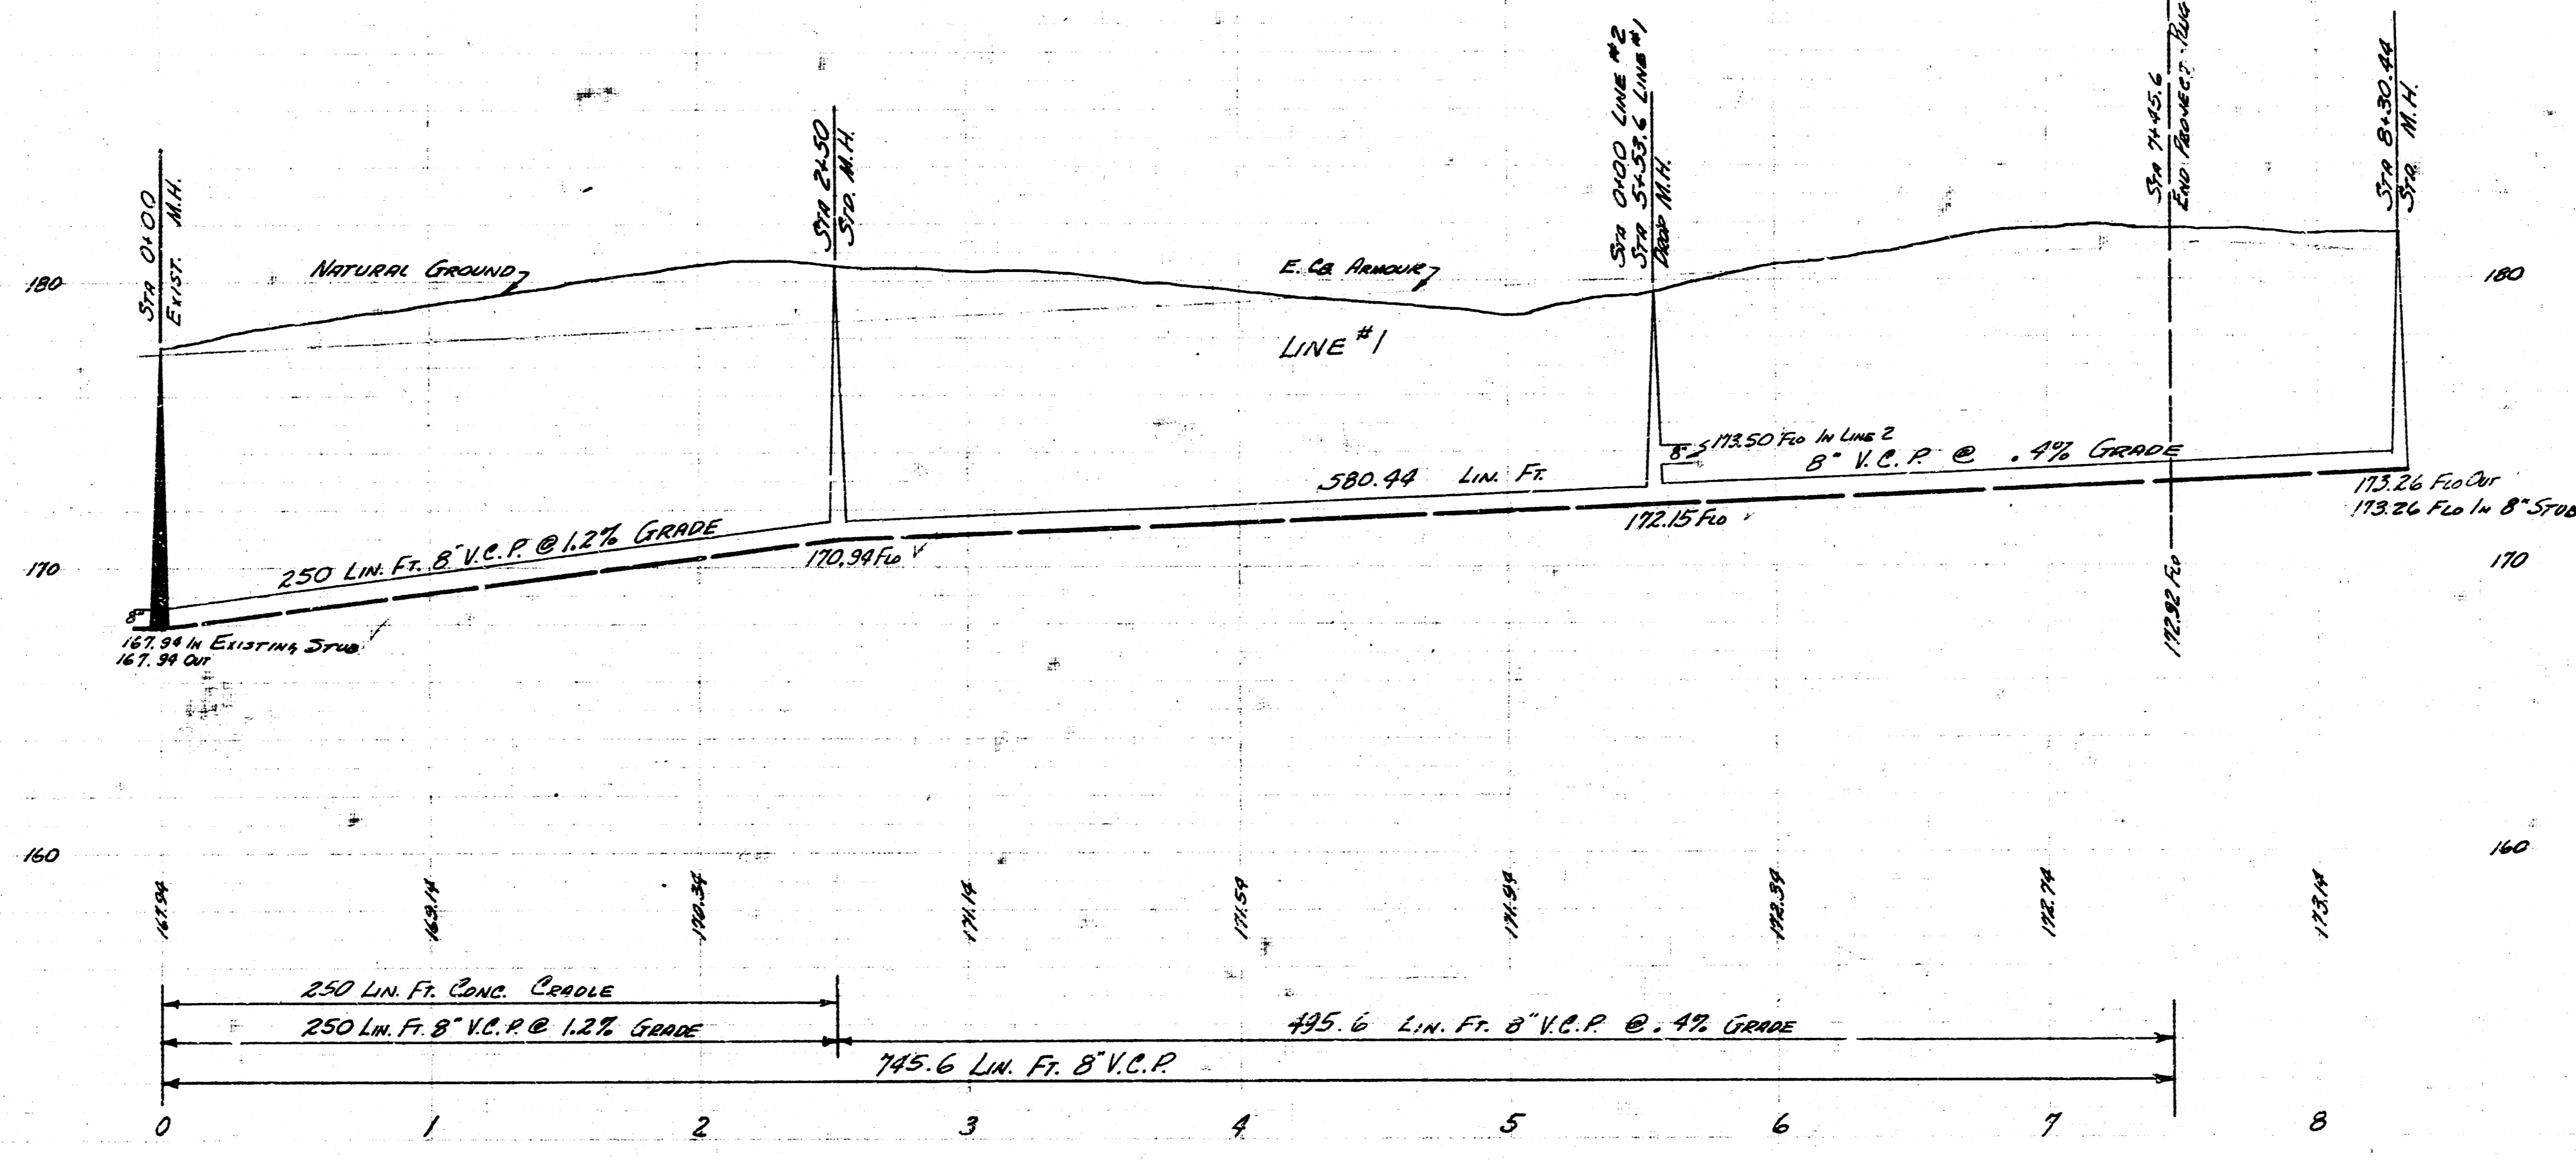 STA 0+00
EXIST. M.H.
STA 2+50
STD. M.H.
STA 0+00 LINE #2
STA 5+53.6 LINE #1
DROP M.H.
STA 7+45.6
END PROJECT - PLUG
STA 8+30.44
STD. M.H.
180
NATURAL GROUND
E. CB ARMOUR
180
LINE #1
8"
173.50 FLO IN LINE 2
8" V.C.P. @ .4% GRADE
580.44 LIN. FT.
173.26 FLO OUT
173.26 FLO IN 8" STUB
172.15 FLO
250 LIN. FT. 8" V.C.P. @ 1.2% GRADE
170.94 FLO
170
170
172.92 FLO
8"
167.94 IN EXISTING STUB
167.94 OUT
160
160
167.94
169.14
170.34
171.14
171.54
171.94
172.34
172.74
173.14
250 LIN. FT. CONC. CRADLE
250 LIN. FT. 8" V.C.P. @ 1.2% GRADE
495.6 LIN. FT. 8" V.C.P. @ .4% GRADE
745.6 LIN. FT. 8" V.C.P.
0 1 2 3 4 5 6 7 8